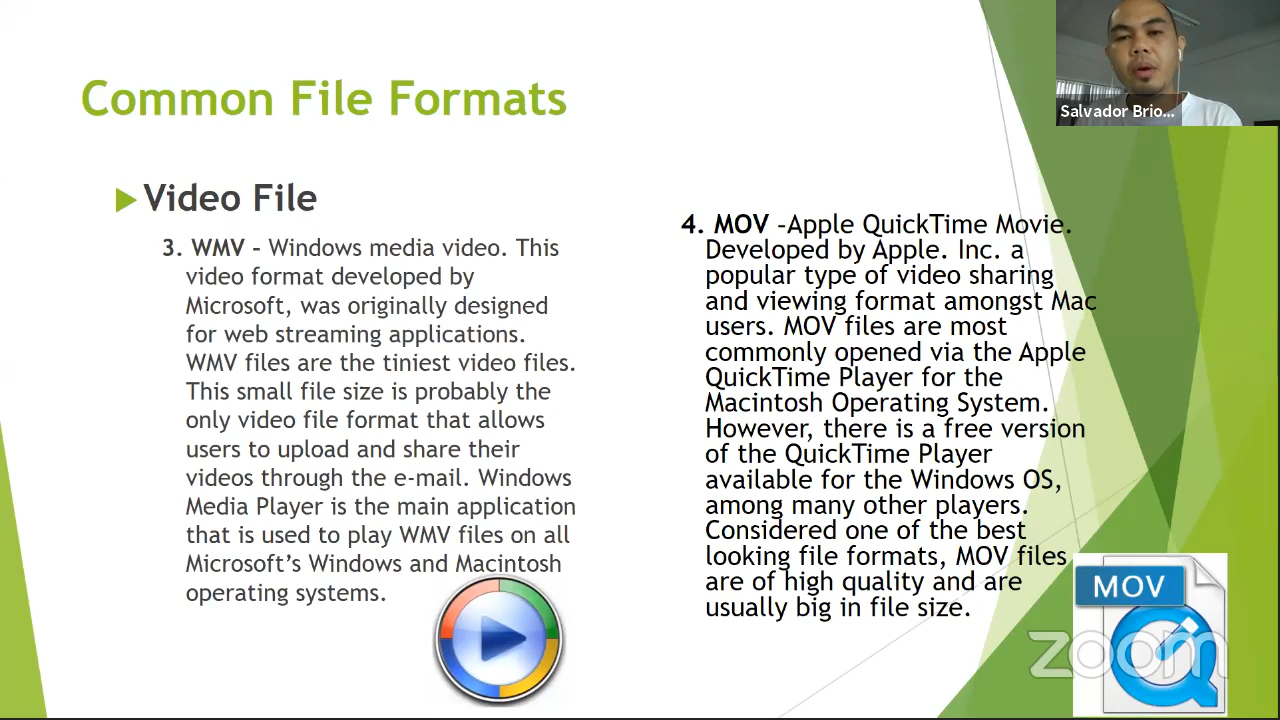 Common File Formats
Salvador Brio...
Video File
3. WMV – Windows media video. This
video format developed by
Microsoft, was originally designed
for web streaming applications.
WMV files are the tiniest video files.
This small file size is probably the
only video file format that allows
users to upload and share their
videos through the e-mail. Windows
Media Player is the main application
that is used to play WMV files on all
Microsoft’s Windows and Macintosh
operating systems.
4. MOV –Apple QuickTime Movie.
Developed by Apple. Inc. a
popular type of video sharing
and viewing format amongst Mac
users. MOV files are most
commonly opened via the Apple
QuickTime Player for the
Macintosh Operating System.
However, there is a free version
of the QuickTime Player
available for the Windows OS,
among many other players.
Considered one of the best
looking file formats, MOV files
are of high quality and are
usually big in file size.
MOV
zoom